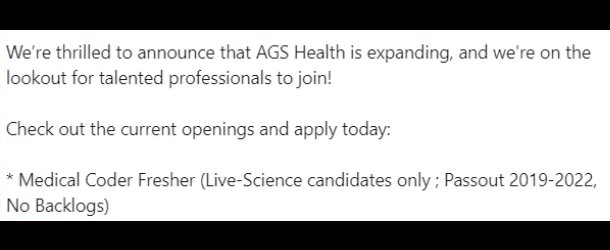 We're thrilled to announce that AGS Health is expanding, and we're on the
lookout for talented professionals to join!
Check out the current openings and apply today:
* Medical Coder Fresher (Live-Science candidates only ; Passout 2019-2022,
No Backlogs)